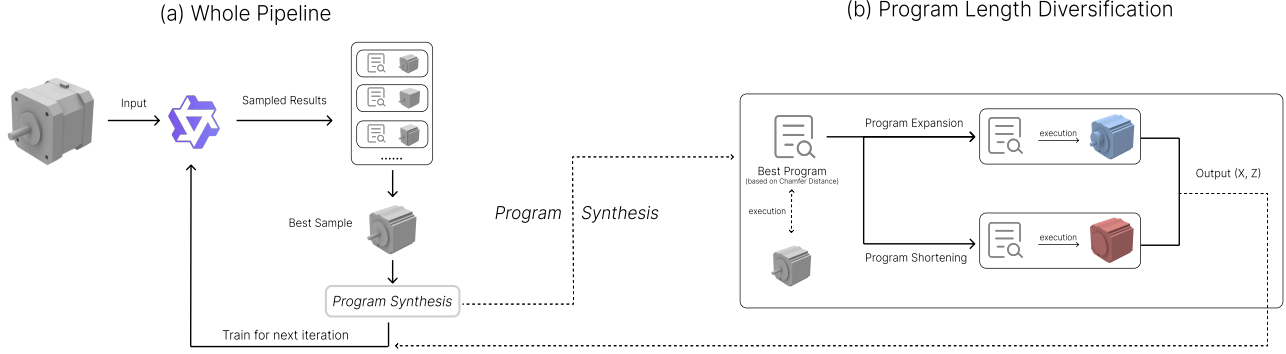 (a) Whole Pipeline
Input
Sampled Results
......
Best Sample
Program Synthesis
Train for next iteration
Program Synthesis
(b) Program Length Diversification
Best Program
(based on Chamfer Distance)
execution
Program Expansion
execution
Program Shortening
execution
Output (X, Z)